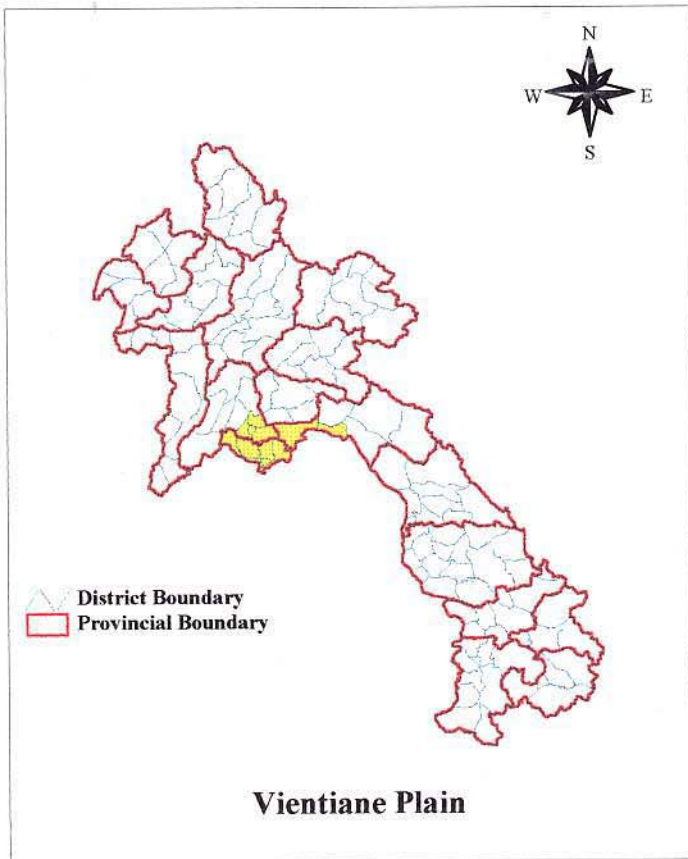 N
W E
S
District Boundary
Provincial Boundary
Vientiane Plain